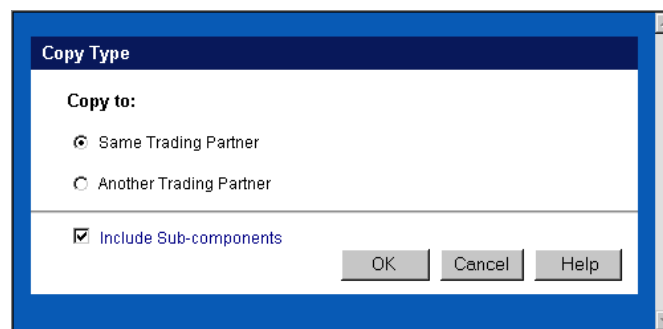 Copy Type
Copy to:
Same Trading Partner
Another Trading Partner
Include Sub-components
OK Cancel Help